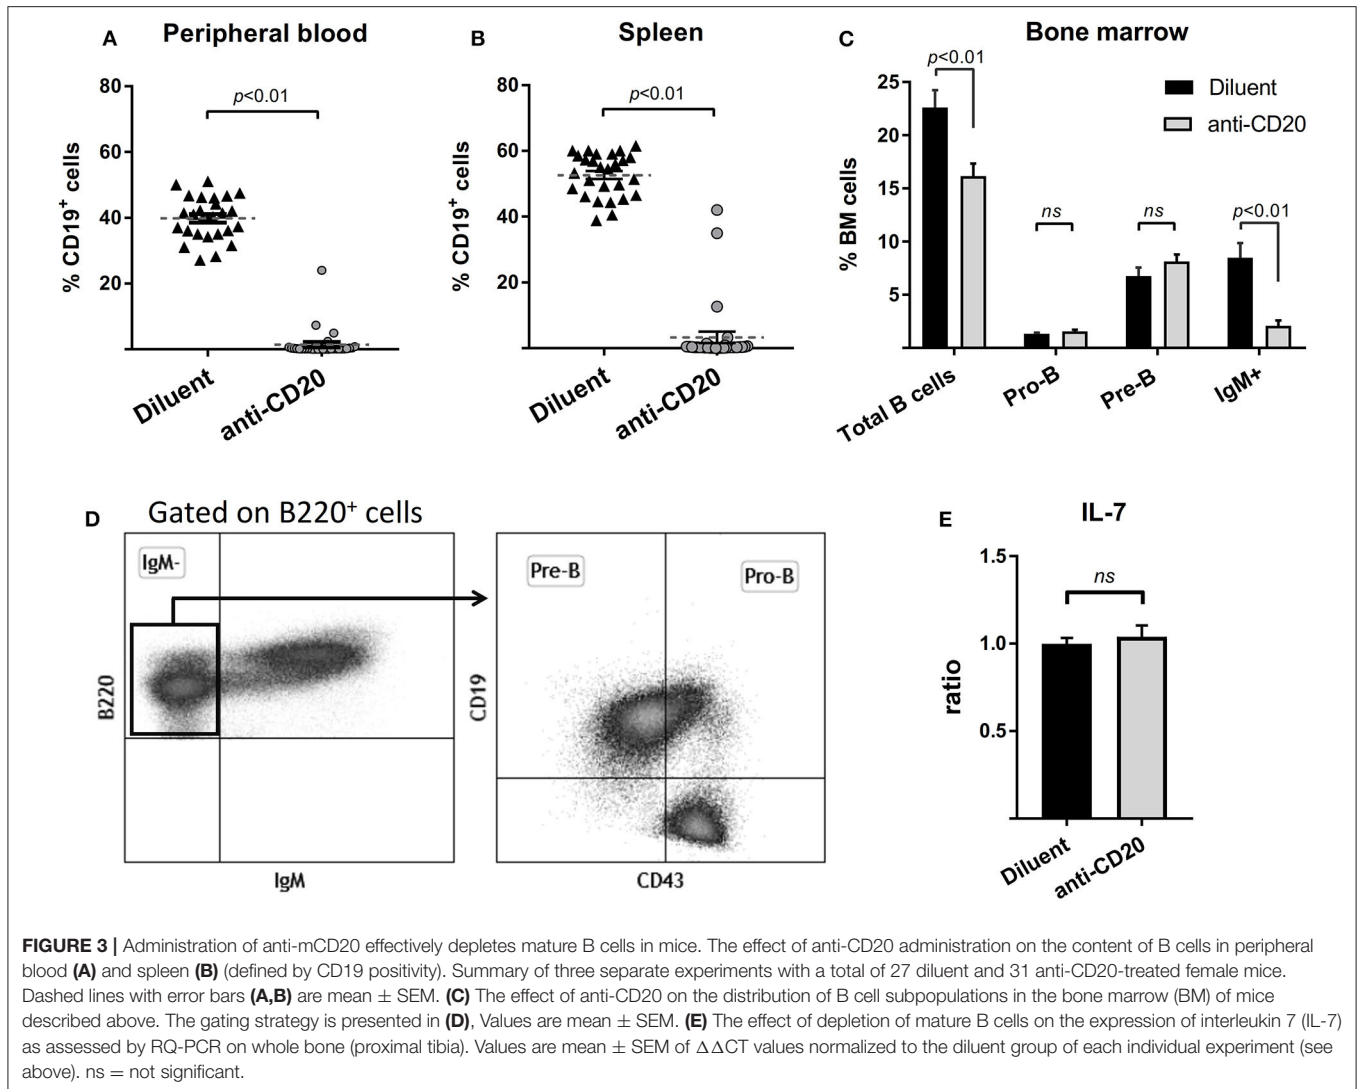 A Peripheral blood
80
60
40
20
% CD19+ cells
p<0.01
Diluent
anti-CD20
B Spleen
80
60
40
20
% CD19+ cells
p<0.01
Diluent
anti-CD20
C Bone marrow
25
20
15
10
5
% BM cells
p<0.01
ns
ns
p<0.01
Diluent
anti-CD20
Total B cells
Pro-B
Pre-B
IgM+
D Gated on B220+ cells
IgM-
B220
IgM
Pre-B
Pro-B
CD19
CD43
E IL-7
1.5
1.0
0.5
ratio
ns
Diluent
anti-CD20
FIGURE 3 | Administration of anti-mCD20 effectively depletes mature B cells in mice. The effect of anti-CD20 administration on the content of B cells in peripheral
blood (A) and spleen (B) (defined by CD19 positivity). Summary of three separate experiments with a total of 27 diluent and 31 anti-CD20-treated female mice.
Dashed lines with error bars (A,B) are mean ± SEM. (C) The effect of anti-CD20 on the distribution of B cell subpopulations in the bone marrow (BM) of mice
described above. The gating strategy is presented in (D), Values are mean ± SEM. (E) The effect of depletion of mature B cells on the expression of interleukin 7 (IL-7)
as assessed by RQ-PCR on whole bone (proximal tibia). Values are mean ± SEM of ΔΔCT values normalized to the diluent group of each individual experiment (see
above). ns = not significant.